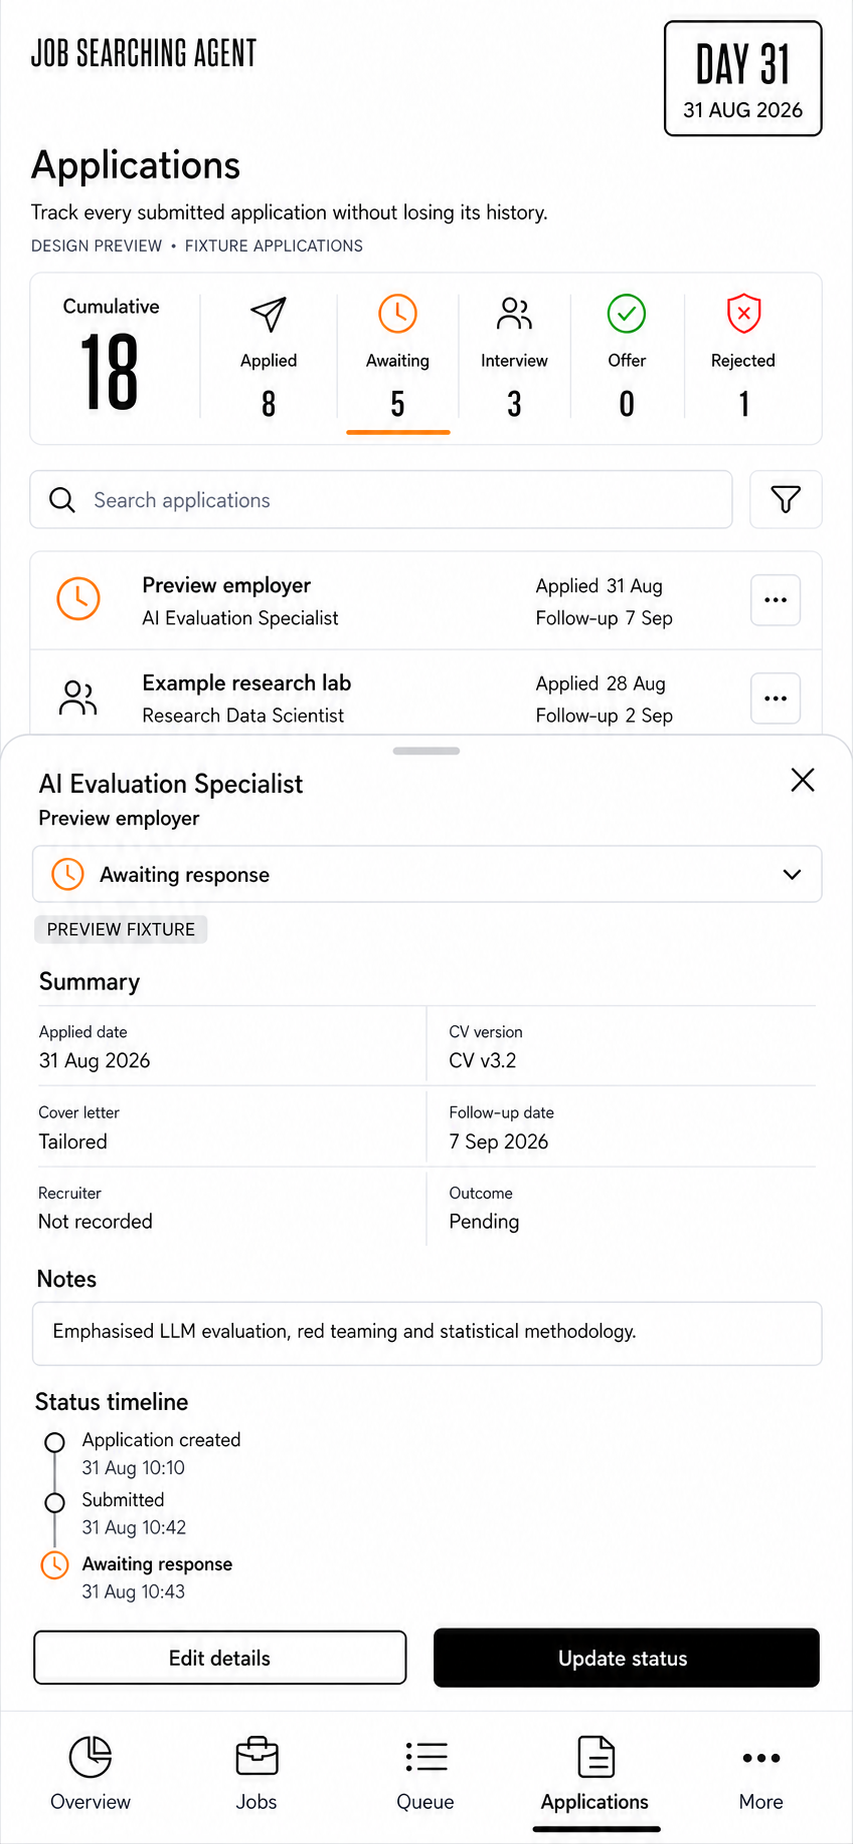 JOB SEARCHING AGENT
DAY 31
31 AUG 2026
Applications
Track every submitted application without losing its history.
DESIGN PREVIEW • FIXTURE APPLICATIONS
Cumulative
18
Applied
8
Awaiting
5
Interview
3
Offer
0
Rejected
1
Search applications
Preview employer
AI Evaluation Specialist
Applied 31 Aug
Follow-up 7 Sep
Example research lab
Research Data Scientist
Applied 28 Aug
Follow-up 2 Sep
AI Evaluation Specialist
Preview employer
Awaiting response
PREVIEW FIXTURE
Summary
Applied date
31 Aug 2026
CV version
CV v3.2
Cover letter
Tailored
Follow-up date
7 Sep 2026
Recruiter
Not recorded
Outcome
Pending
Notes
Emphasised LLM evaluation, red teaming and statistical methodology.
Status timeline
Application created
31 Aug 10:10
Submitted
31 Aug 10:42
Awaiting response
31 Aug 10:43
Edit details
Update status
Overview
Jobs
Queue
Applications
More